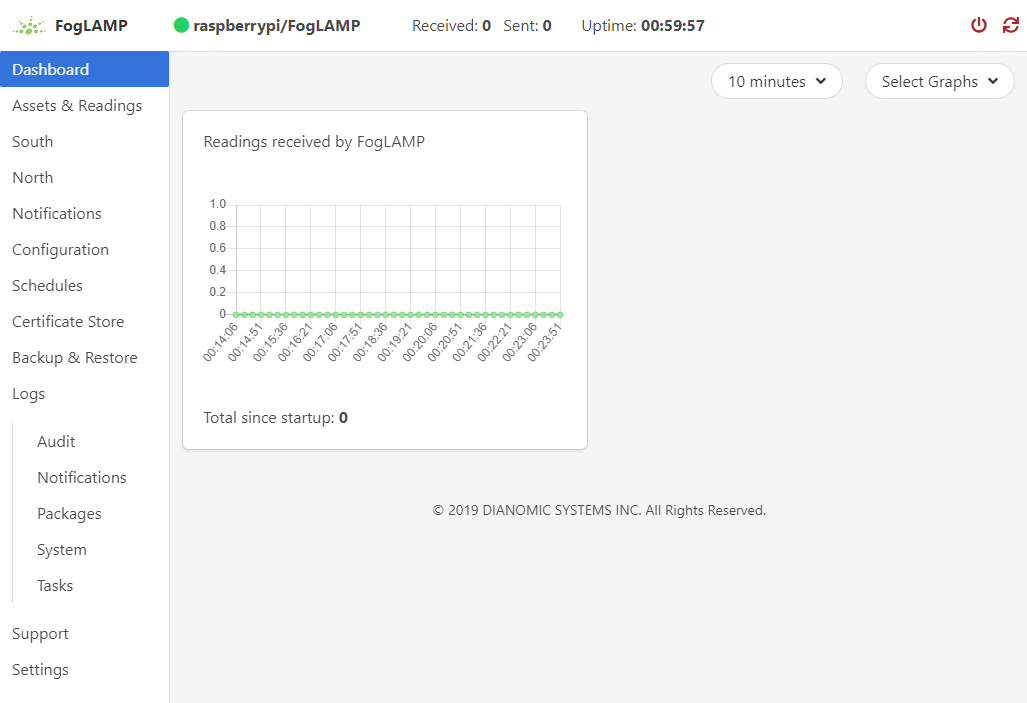 FogLAMP
raspberrypi/FogLAMP
Received: 0 Sent: 0
Uptime: 00:59:57
Dashboard
Assets & Readings
South
North
Notifications
Configuration
Schedules
Certificate Store
Backup & Restore
Logs
Audit
Notifications
Packages
System
Tasks
Support
Settings
10 minutes
Select Graphs
Readings received by FogLAMP
1.0
0.8
0.6
0.4
0.2
0
00:14:06
00:14:51
00:15:36
00:16:21
00:17:06
00:17:51
00:18:36
00:19:21
00:20:06
00:20:51
00:21:36
00:22:21
00:23:06
00:23:51
Total since startup: 0
© 2019 DIANOMIC SYSTEMS INC. All Rights Reserved.